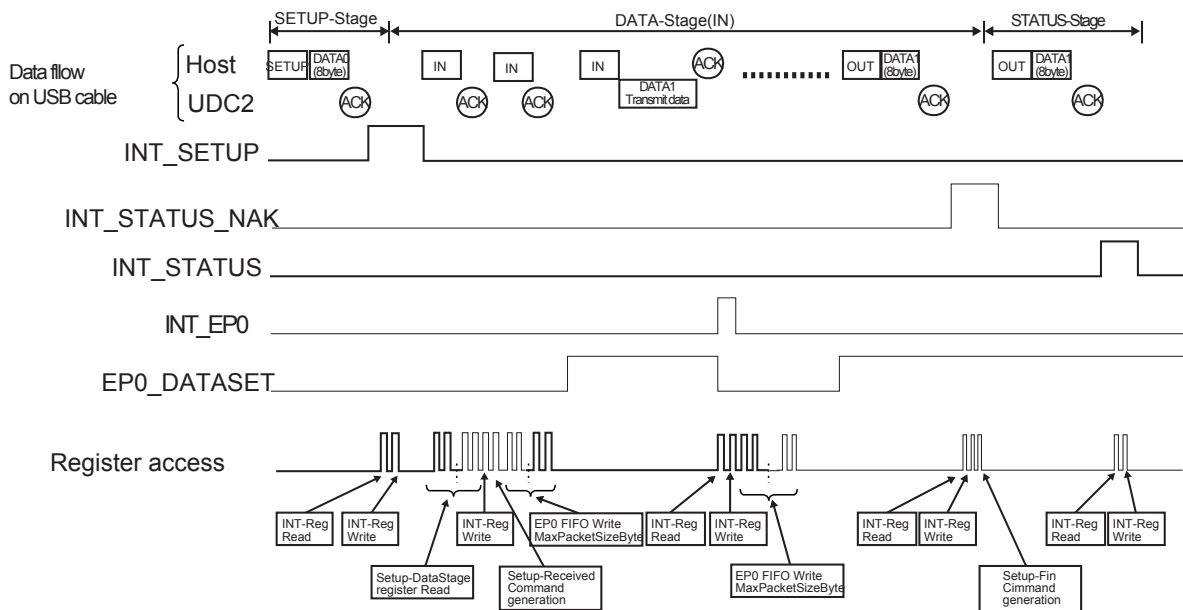 SETUP-Stage
DATA-Stage(IN)
STATUS-Stage
Data flow
on USB cable
Host
UDC2
SETUP
DATA0
(8byte)
ACK
IN
ACK
IN
ACK
IN
DATA1
Transmit data
ACK
OUT
DATA1
(8byte)
ACK
OUT
DATA1
(8byte)
ACK
INT_SETUP
INT_STATUS_NAK
INT_STATUS
INT_EP0
EP0_DATASET
Register access
INT-Reg
Read
INT-Reg
Write
Setup-DataStage
register Read
INT-Reg
Write
Setup-Received
Command
generation
EP0 FIFO Write
MaxPacketSizeByte
INT-Reg
Read
INT-Reg
Write
EP0 FIFO Write
MaxPacketSizeByte
INT-Reg
Read
INT-Reg
Write
Setup-Fin
Cimmand
generation
INT-Reg
Read
INT-Reg
Write